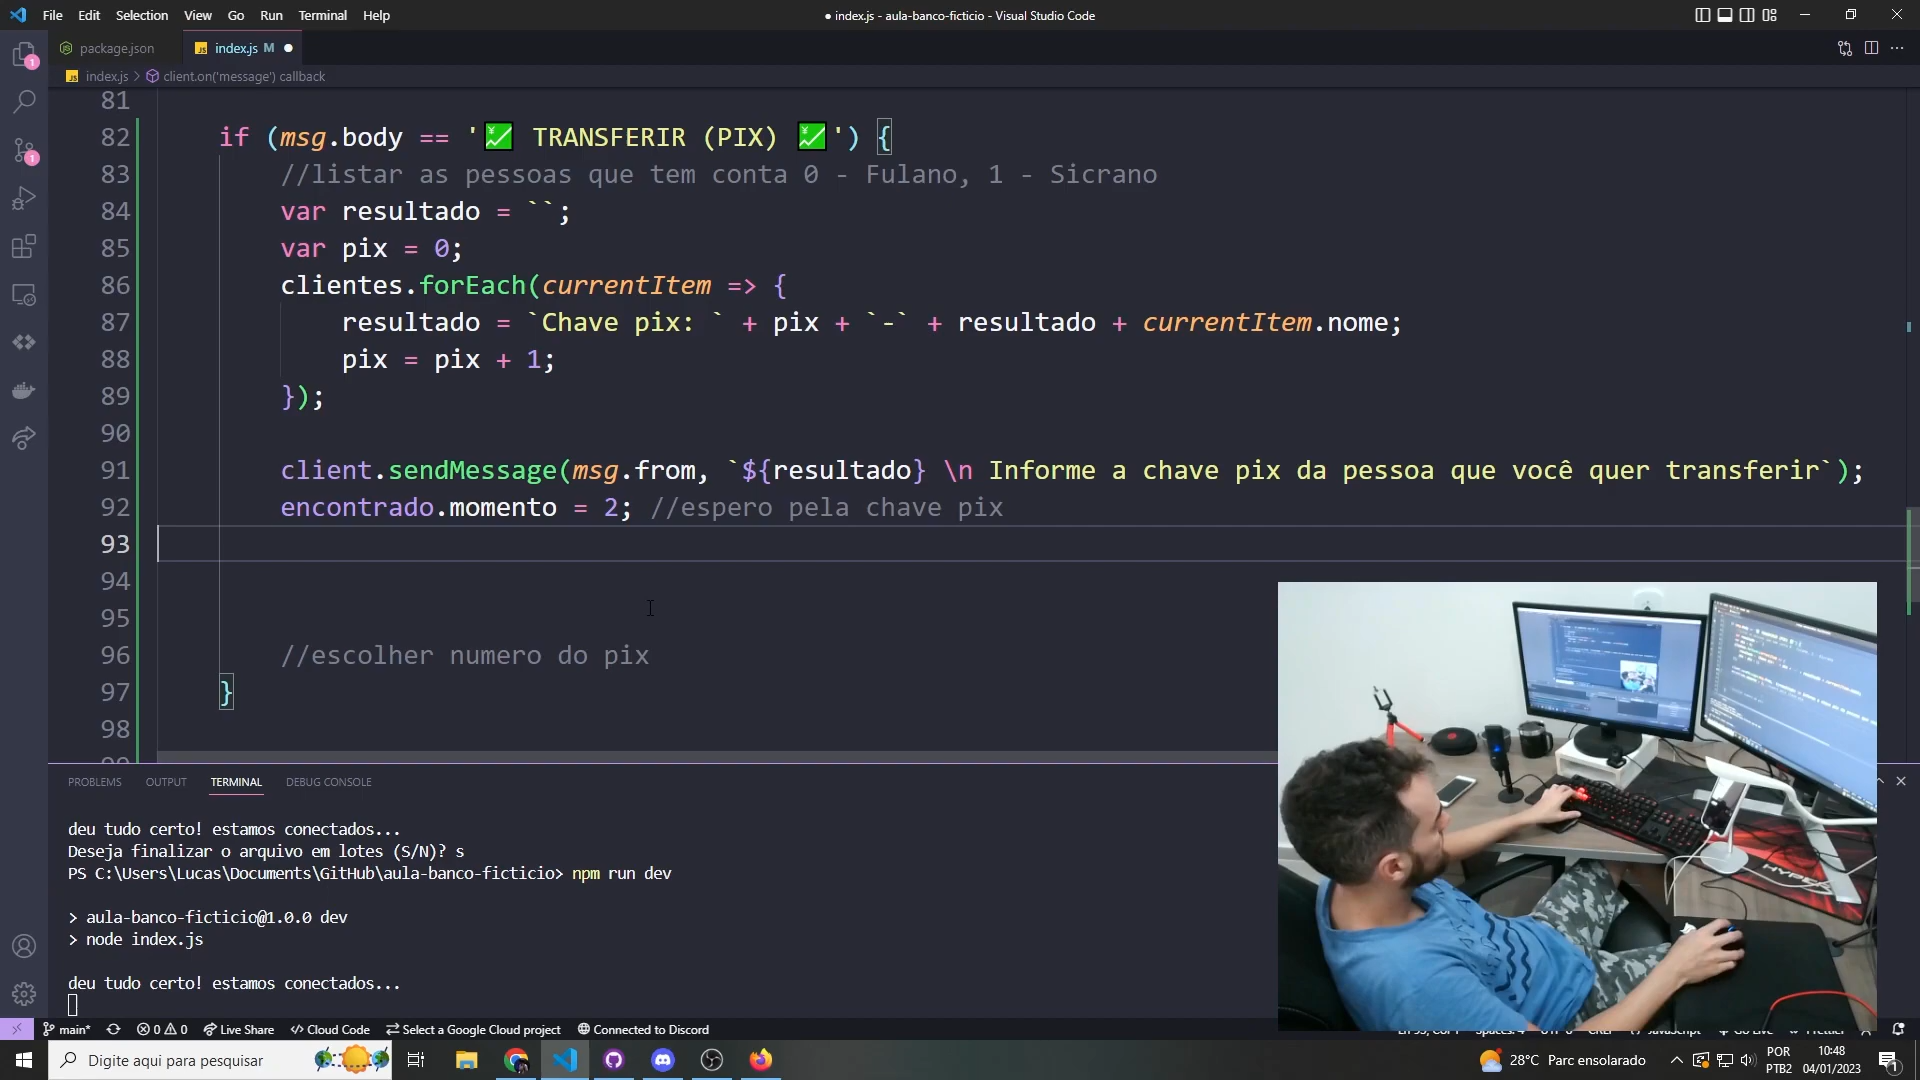 File Edit Selection View Go Run Terminal Help
● index.js - aula-banco-ficticio - Visual Studio Code
package.json
index.js M
index.js > client.on('message') callback
81
82 if (msg.body == '💹 TRANSFERIR (PIX) 💹') {
83 //listar as pessoas que tem conta 0 - Fulano, 1 - Sicrano
84 var resultado = ``;
85 var pix = 0;
86 clientes.forEach(currentItem => {
87 resultado = `Chave pix: ` + pix + `-` + resultado + currentItem.nome;
88 pix = pix + 1;
89 });
90
91 client.sendMessage(msg.from, `${resultado} \n Informe a chave pix da pessoa que você quer transferir`);
92 encontrado.momento = 2; //espero pela chave pix
93
94
95
96 //escolher numero do pix
97 }
98
PROBLEMS OUTPUT TERMINAL DEBUG CONSOLE
deu tudo certo! estamos conectados...
Deseja finalizar o arquivo em lotes (S/N)? s
PS C:\Users\Lucas\Documents\GitHub\aula-banco-ficticio> npm run dev
> aula-banco-ficticio@1.0.0 dev
> node index.js
deu tudo certo! estamos conectados...
HYPERX
main* 0 0 Live Share Cloud Code Select a Google Cloud project Connected to Discord
Digite aqui para pesquisar
28°C Parc ensolarado
POR
PTB2
10:48
04/01/2023